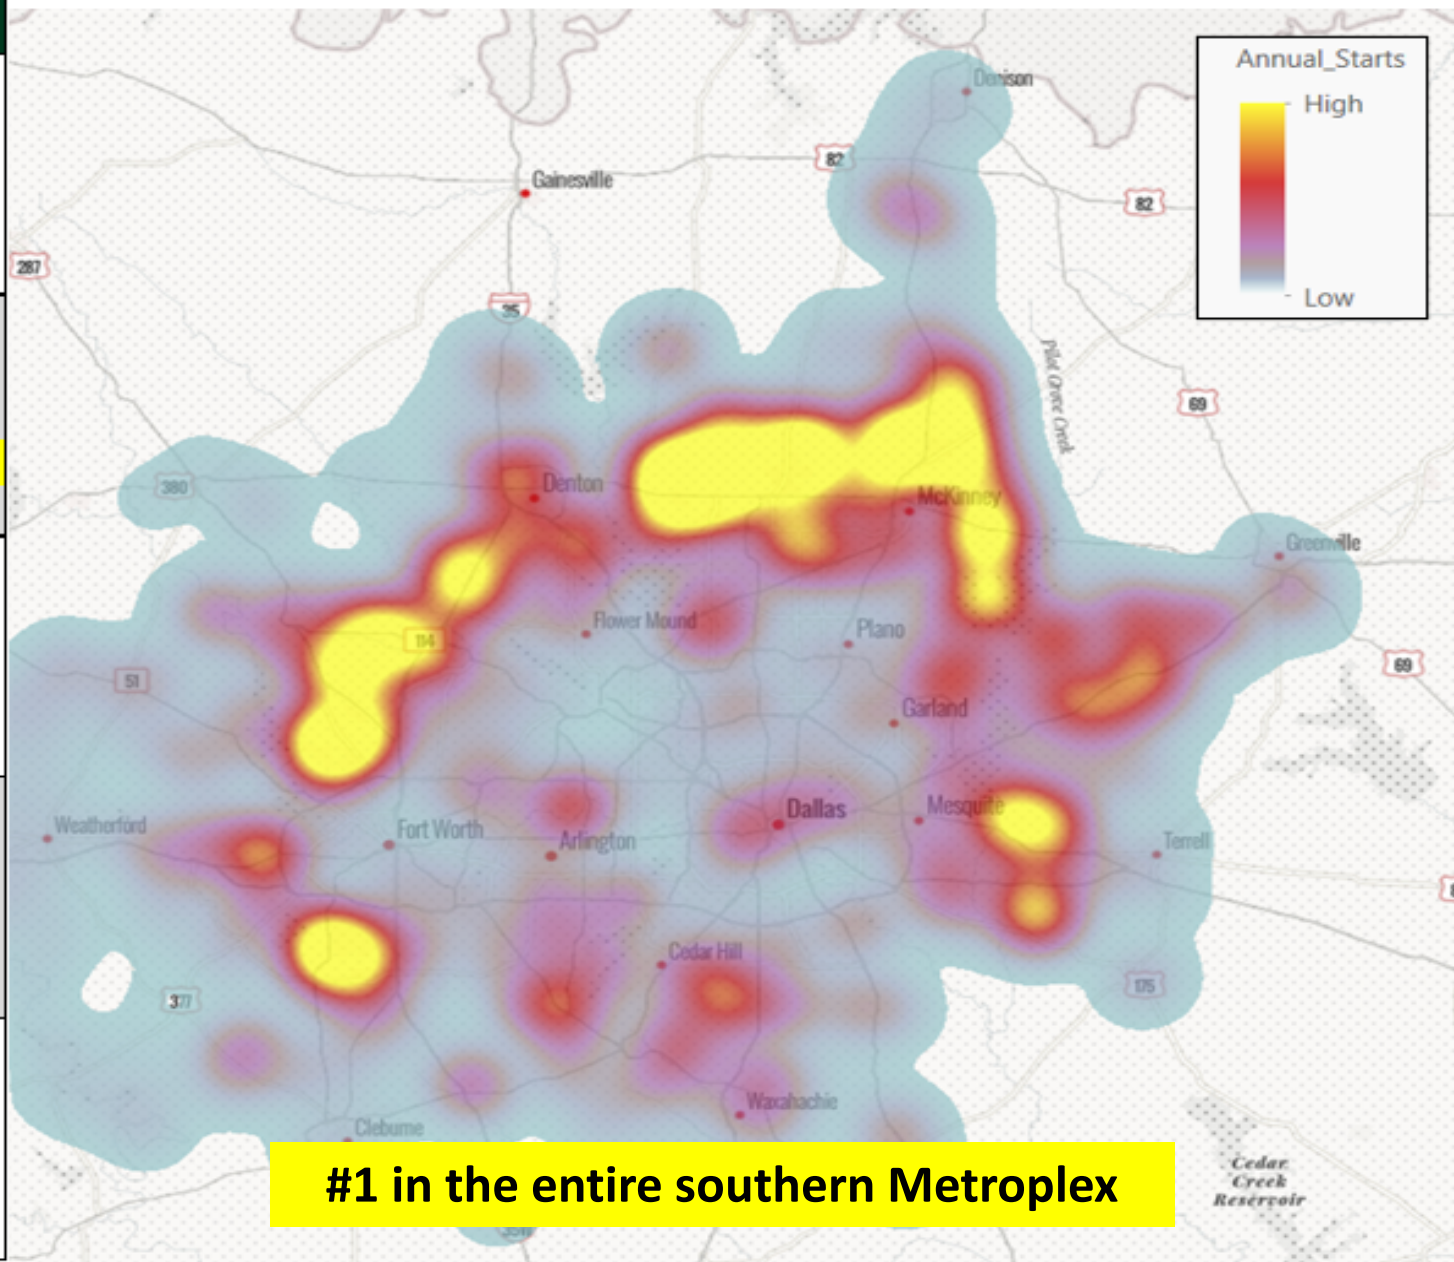 Annual_Starts
High
Low
Denison
82
Gainesville
82
287
35
Pilot Grove Creek
69
380
Denton
McKinney
Greenville
114
Flower Mound
Plano
51
69
Garland
Weatherford
Fort Worth
Arlington
Dallas
Mesquite
Terrell
8
Cedar Hill
377
175
Waxahachie
Cleburne
#1 in the entire southern Metroplex
Cedar
Creek
Reservoir
35W